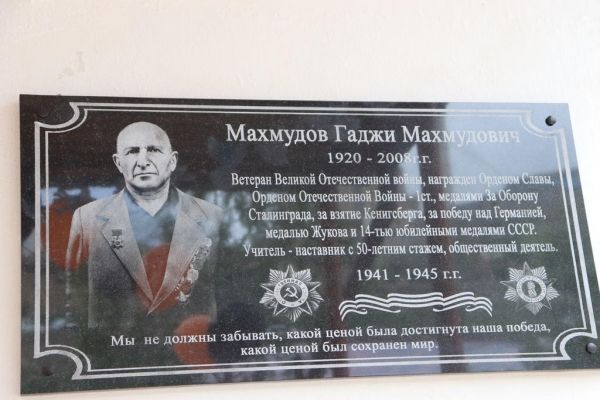 Махмудов Гаджи Махмудович
1920 - 2008г.г.
Ветеран Великой Отечественной войны, награжден Орденом Славы,
Орденом Отечественной Войны - 1ст., медалями За Оборону
Сталинграда, за взятие Кенигсберга, за победу над Германией,
медалью Жукова и 14-тью юбилейными медалями СССР.
Учитель - наставник с 50-летним стажем, общественный деятель.
1941 - 1945 г.г.
Мы не должны забывать, какой ценой была достигнута наша победа,
какой ценой был сохранен мир.